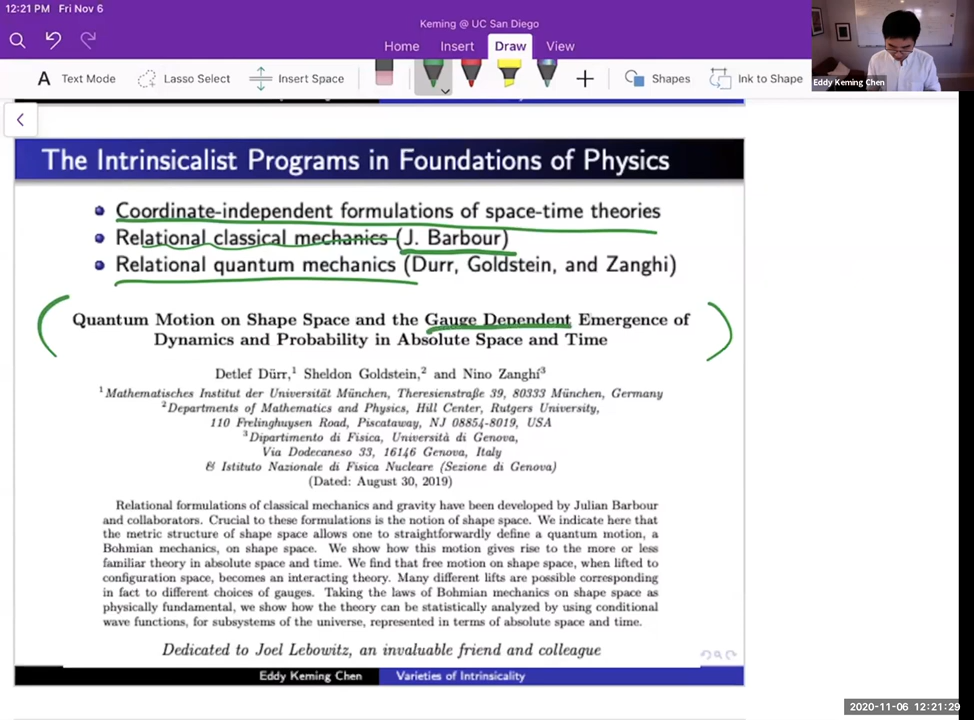 12:21 PM Fri Nov 6
Keming @ UC San Diego
Home Insert Draw View
Eddy Keming Chen
A Text Mode Lasso Select Insert Space Shapes Ink to Shape
The Intrinsicalist Programs in Foundations of Physics
Coordinate-independent formulations of space-time theories
Relational classical mechanics (J. Barbour)
Relational quantum mechanics (Durr, Goldstein, and Zanghi)
Quantum Motion on Shape Space and the Gauge Dependent Emergence of
Dynamics and Probability in Absolute Space and Time
Detlef Dürr,¹ Sheldon Goldstein,² and Nino Zanghí³
¹Mathematisches Institut der Universität München, Theresienstraße 39, 80333 München, Germany
²Departments of Mathematics and Physics, Hill Center, Rutgers University,
110 Frelinghuysen Road, Piscataway, NJ 08854-8019, USA
³Dipartimento di Fisica, Università di Genova,
Via Dodecaneso 33, 16146 Genova, Italy
& Istituto Nazionale di Fisica Nucleare (Sezione di Genova)
(Dated: August 30, 2019)
Relational formulations of classical mechanics and gravity have been developed by Julian Barbour
and collaborators. Crucial to these formulations is the notion of shape space. We indicate here that
the metric structure of shape space allows one to straightforwardly define a quantum motion, a
Bohmian mechanics, on shape space. We show how this motion gives rise to the more or less
familiar theory in absolute space and time. We find that free motion on shape space, when lifted to
configuration space, becomes an interacting theory. Many different lifts are possible corresponding
in fact to different choices of gauges. Taking the laws of Bohmian mechanics on shape space as
physically fundamental, we show how the theory can be statistically analyzed by using conditional
wave functions, for subsystems of the universe, represented in terms of absolute space and time.
Dedicated to Joel Lebowitz, an invaluable friend and colleague
Eddy Keming Chen Varieties of Intrinsicality
2020-11-06 12:21:29